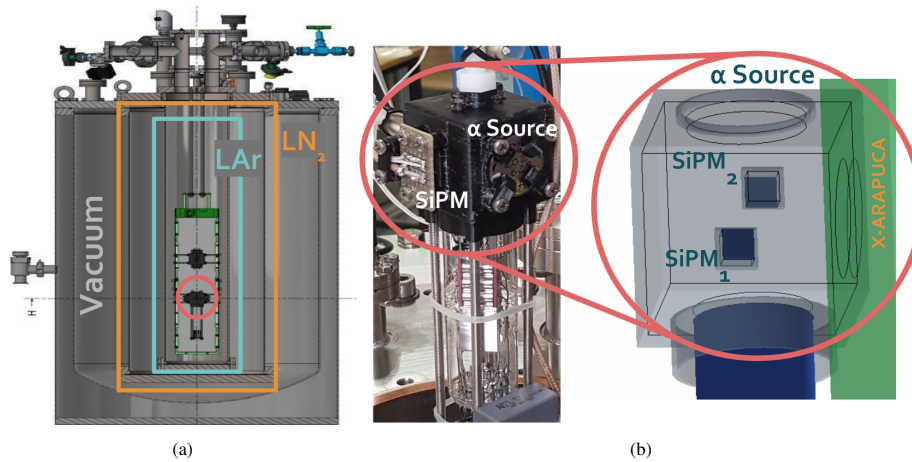 Vacuum
LAr
LN2
H
α Source
SiPM
α Source
SiPM2
SiPM1
X-ARAPUCA
(a)
(b)